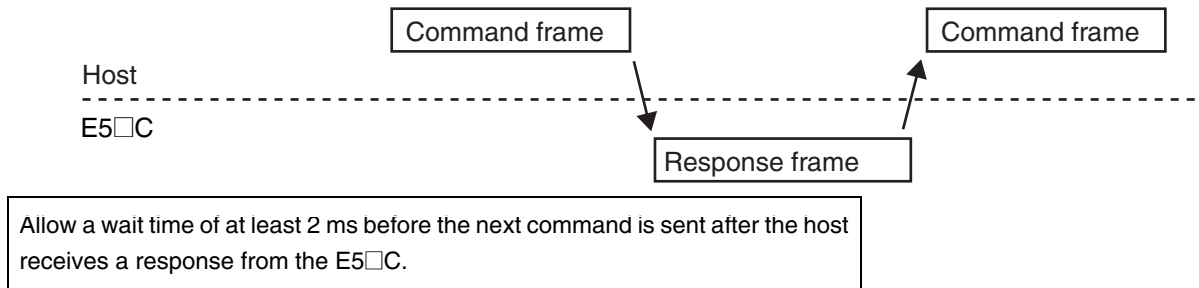 Command frame
Command frame
Host
E5□C
Response frame
Allow a wait time of at least 2 ms before the next command is sent after the host
receives a response from the E5□C.